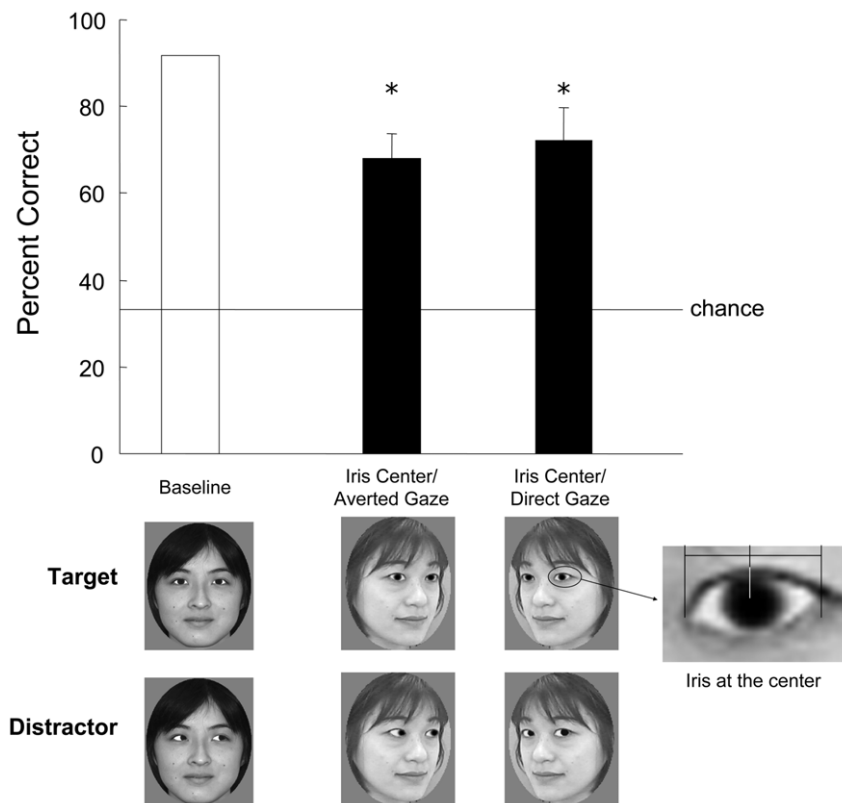 100
80
60
40
20
0
Percent Correct
*
*
chance
Baseline
Iris Center/
Averted Gaze
Iris Center/
Direct Gaze
Target
Iris at the center
Distractor